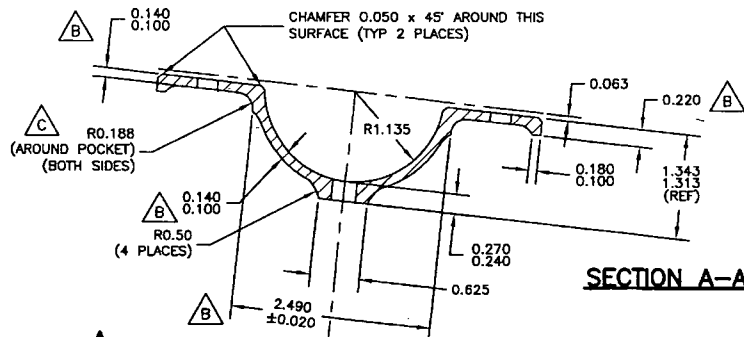 B
0.140
0.100
CHAMFER 0.050 x 45° AROUND THIS
SURFACE (TYP 2 PLACES)
0.063
0.220
B
C
R0.188
(AROUND POCKET)
(BOTH SIDES)
R1.135
0.180
0.100
1.343
1.313
(REF)
B
0.140
0.100
R0.50
(4 PLACES)
0.270
0.240
0.625
SECTION A-A
B
2.490
±0.020